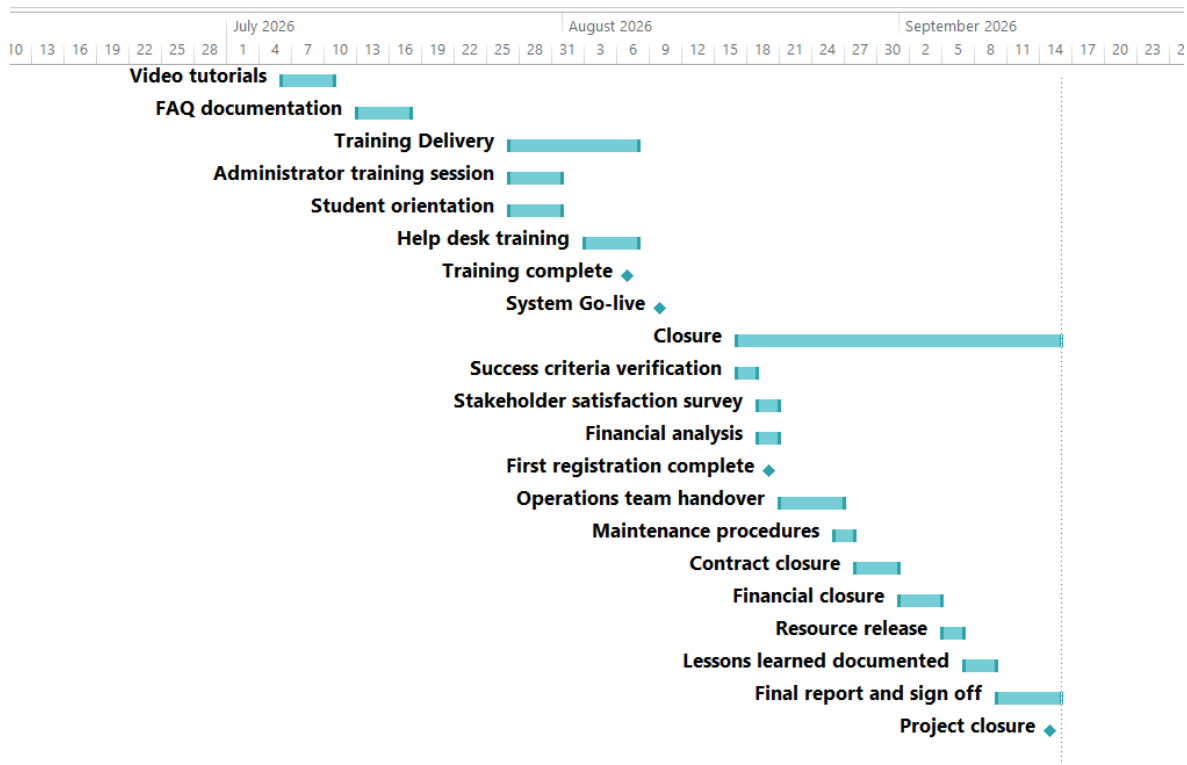 July 2026 August 2026 September 2026
10 13 16 19 22 25 28 1 4 7 10 13 16 19 22 25 28 31 3 6 9 12 15 18 21 24 27 30 2 5 8 11 14 17 20 23
Video tutorials
FAQ documentation
Training Delivery
Administrator training session
Student orientation
Help desk training
Training complete
System Go-live
Closure
Success criteria verification
Stakeholder satisfaction survey
Financial analysis
First registration complete
Operations team handover
Maintenance procedures
Contract closure
Financial closure
Resource release
Lessons learned documented
Final report and sign off
Project closure